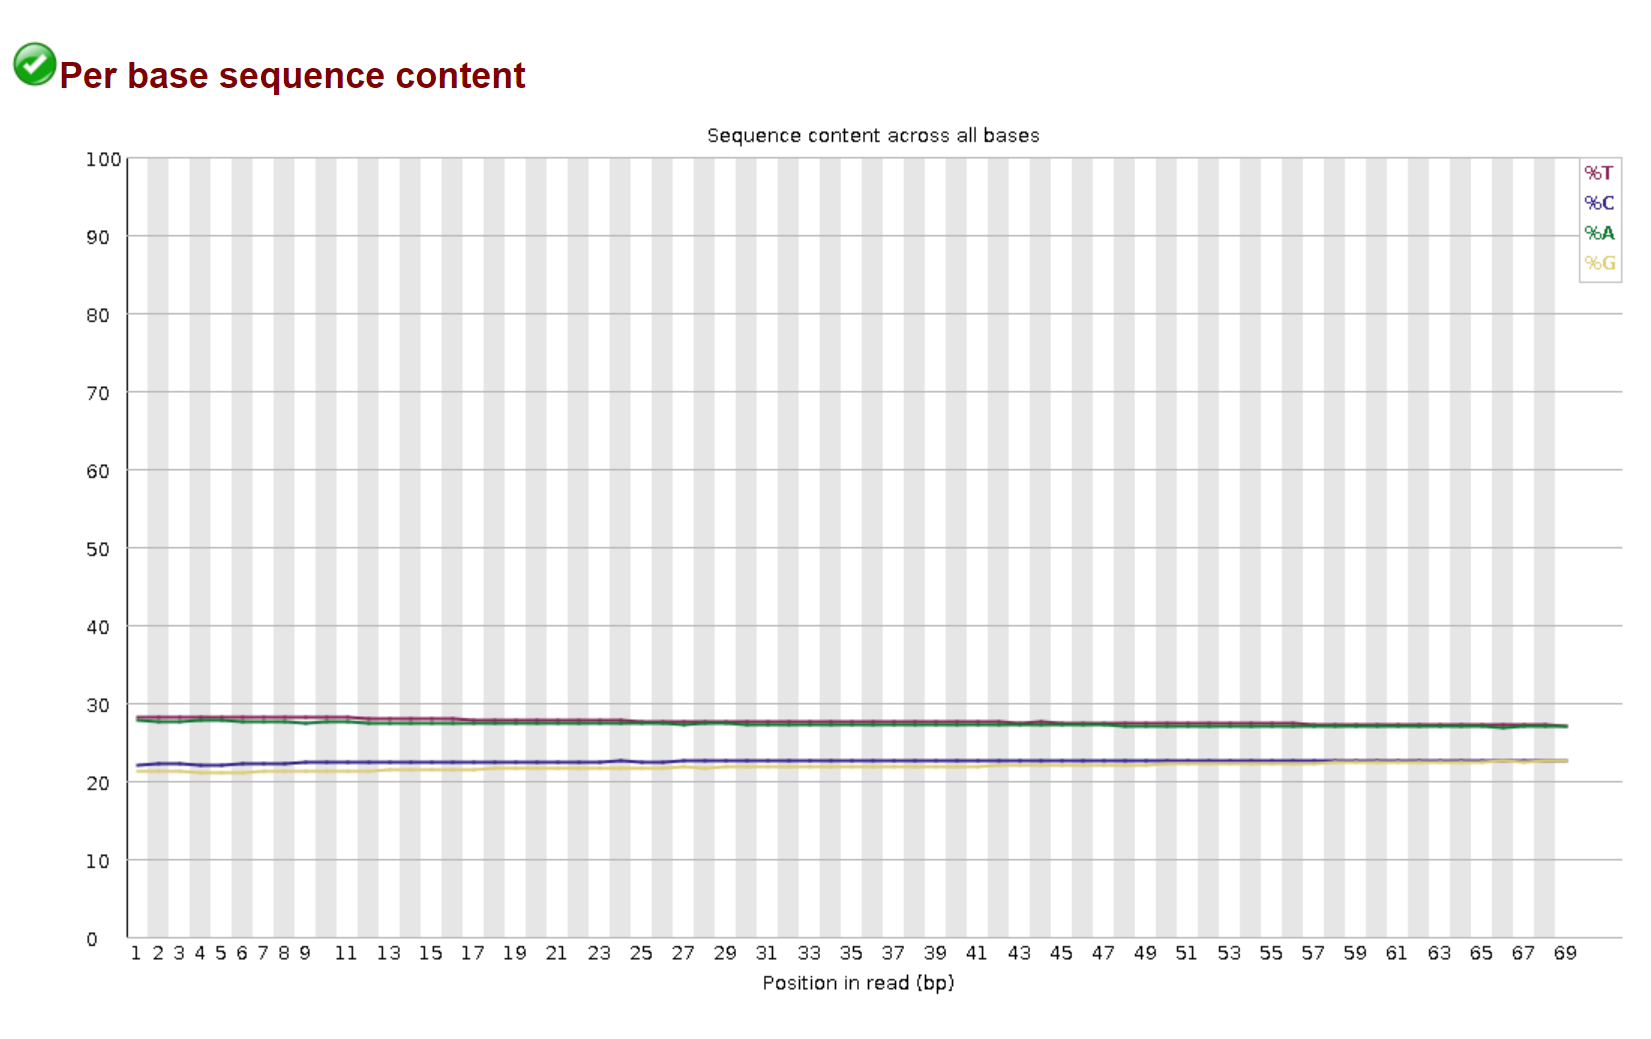 Per base sequence content
Sequence content across all bases
100
90
80
70
60
50
40
30
20
10
0
%T
%C
%A
%G
1 2 3 4 5 6 7 8 9 11 13 15 17 19 21 23 25 27 29 31 33 35 37 39 41 43 45 47 49 51 53 55 57 59 61 63 65 67 69
Position in read (bp)